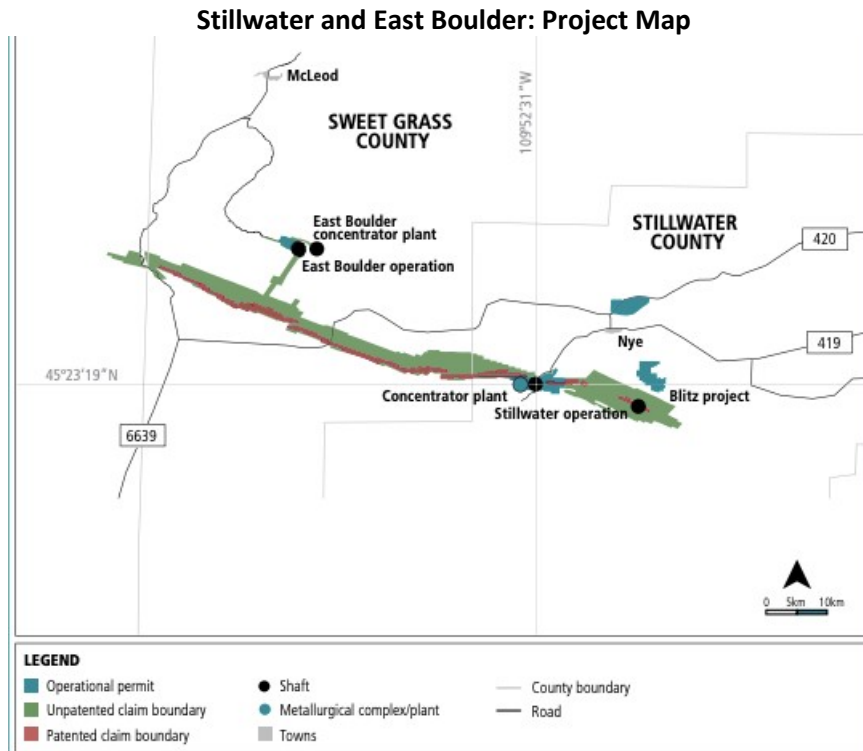 Stillwater and East Boulder: Project Map
McLeod
109°52'31"W
SWEET GRASS
COUNTY
East Boulder
concentrator plant
East Boulder operation
STILLWATER
COUNTY
420
Nye
419
45°23'19"N
Concentrator plant
Stillwater operation
Blitz project
6639
0 5km 10km
LEGEND
Operational permit
Unpatented claim boundary
Patented claim boundary
Shaft
Metallurgical complex/plant
Towns
County boundary
Road